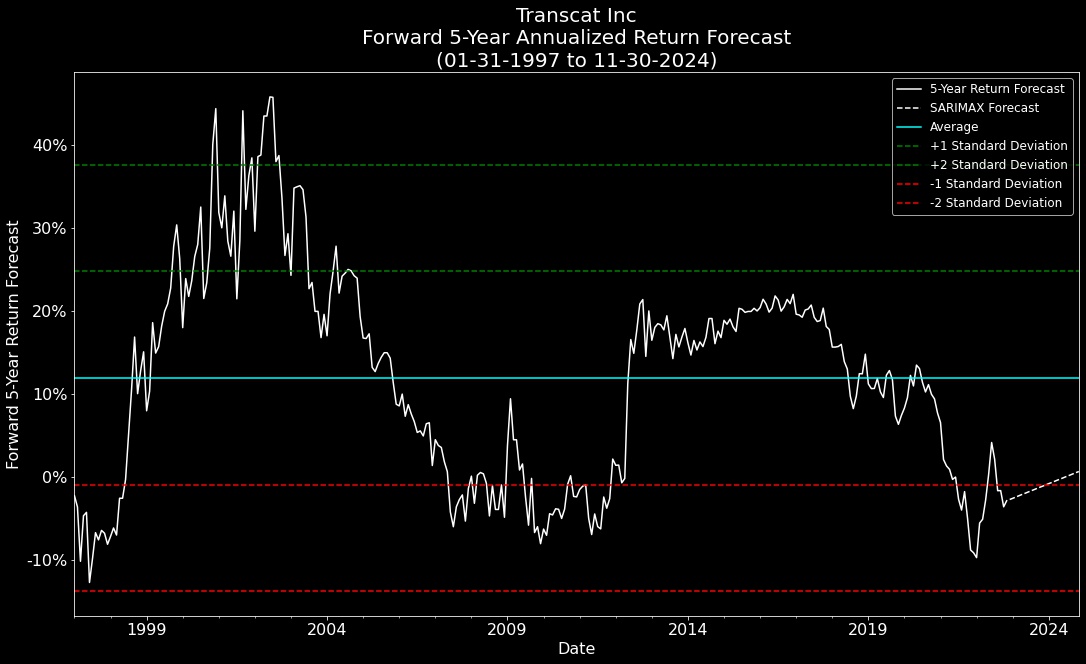 Transcat Inc
Forward 5-Year Annualized Return Forecast
(01-31-1997 to 11-30-2024)
5-Year Return Forecast
SARIMAX Forecast
Average
+1 Standard Deviation
+2 Standard Deviation
-1 Standard Deviation
-2 Standard Deviation
Forward 5-Year Return Forecast
40%
30%
20%
10%
0%
-10%
1999
2004
2009
2014
2019
2024
Date